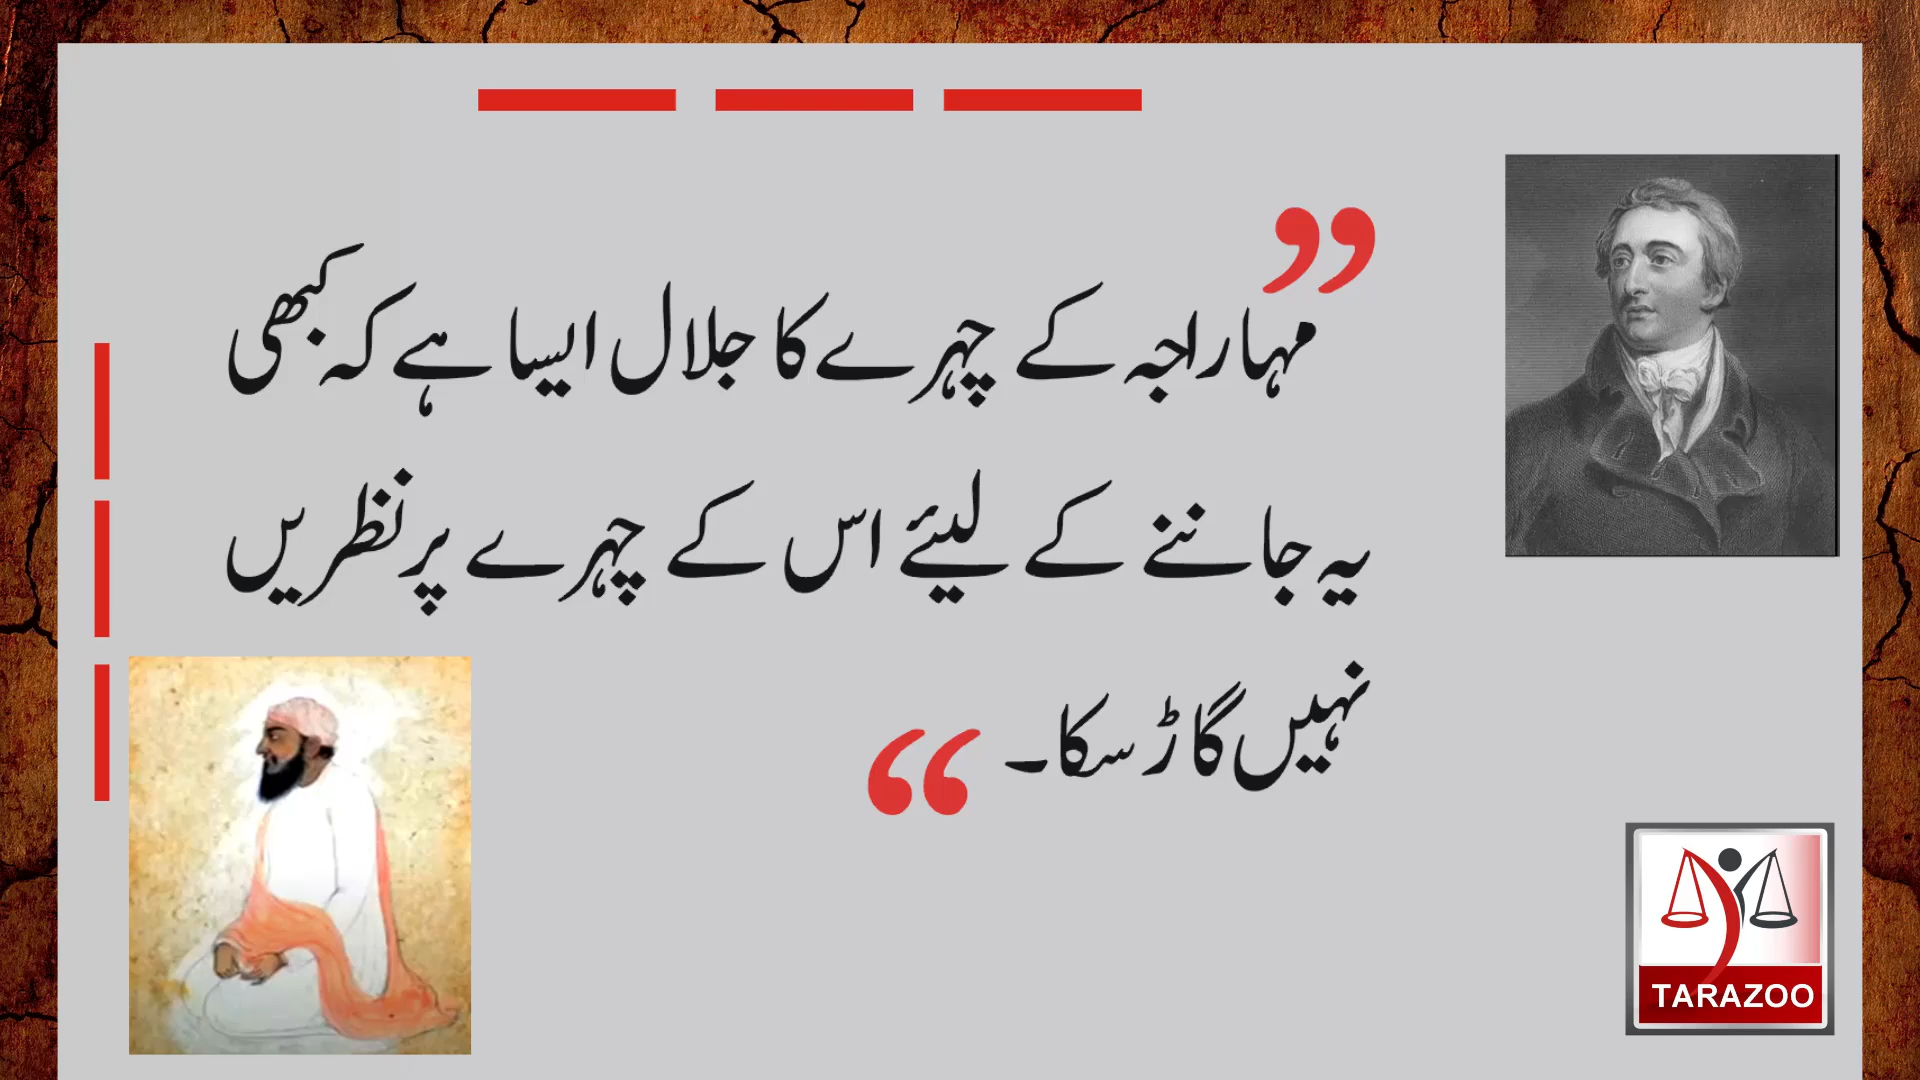 ”مہاراجہ کے چہرے کا جلال ایسا ہے کہ کبھی
یہ جاننے کے لیئے اس کے چہرے پر نظریں
نہیں گاڑ سکا۔“
TARAZOO